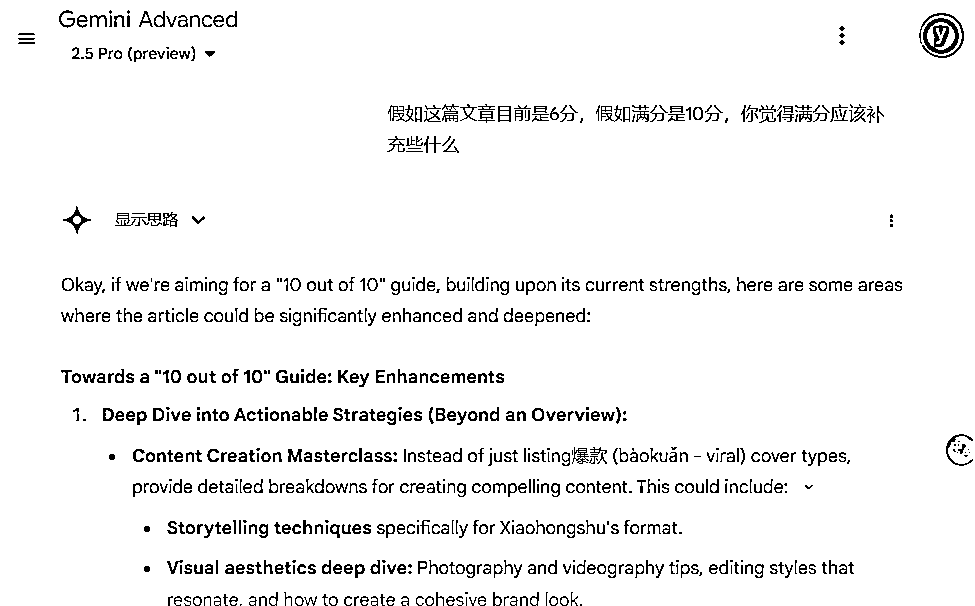 Gemini Advanced
2.5 Pro (preview)
假如这篇文章目前是6分，假如满分是10分，你觉得满分应该补
充些什么
显示思路
Okay, if we're aiming for a "10 out of 10" guide, building upon its current strengths, here are some areas
where the article could be significantly enhanced and deepened:
Towards a "10 out of 10" Guide: Key Enhancements
1. Deep Dive into Actionable Strategies (Beyond an Overview):
• Content Creation Masterclass: Instead of just listing爆款 (bàokuǎn - viral) cover types,
provide detailed breakdowns for creating compelling content. This could include:
• Storytelling techniques specifically for Xiaohongshu's format.
• Visual aesthetics deep dive: Photography and videography tips, editing styles that
resonate, and how to create a cohesive brand look.